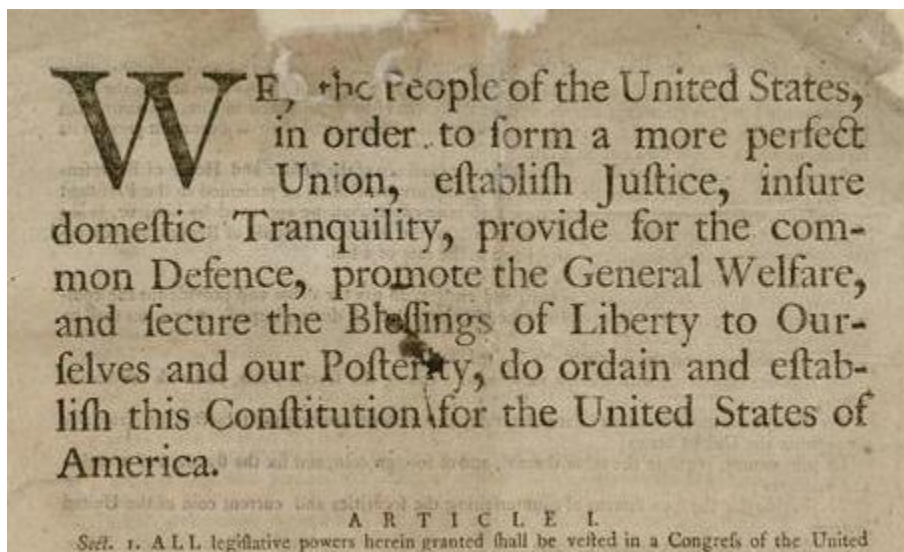 WE, the People of the United States,
in order to form a more perfect
Union, eſtabliſh Juſtice, inſure
domeſtic Tranquility, provide for the com-
mon Defence, promote the General Welfare,
and ſecure the Bleſſings of Liberty to Our-
ſelves and our Poſterity, do ordain and eſtab-
liſh this Conſtitution for the United States of
America.
ARTICLE I.
Sect. 1. ALL legiſlative powers herein granted ſhall be veſted in a Congreſs of the United